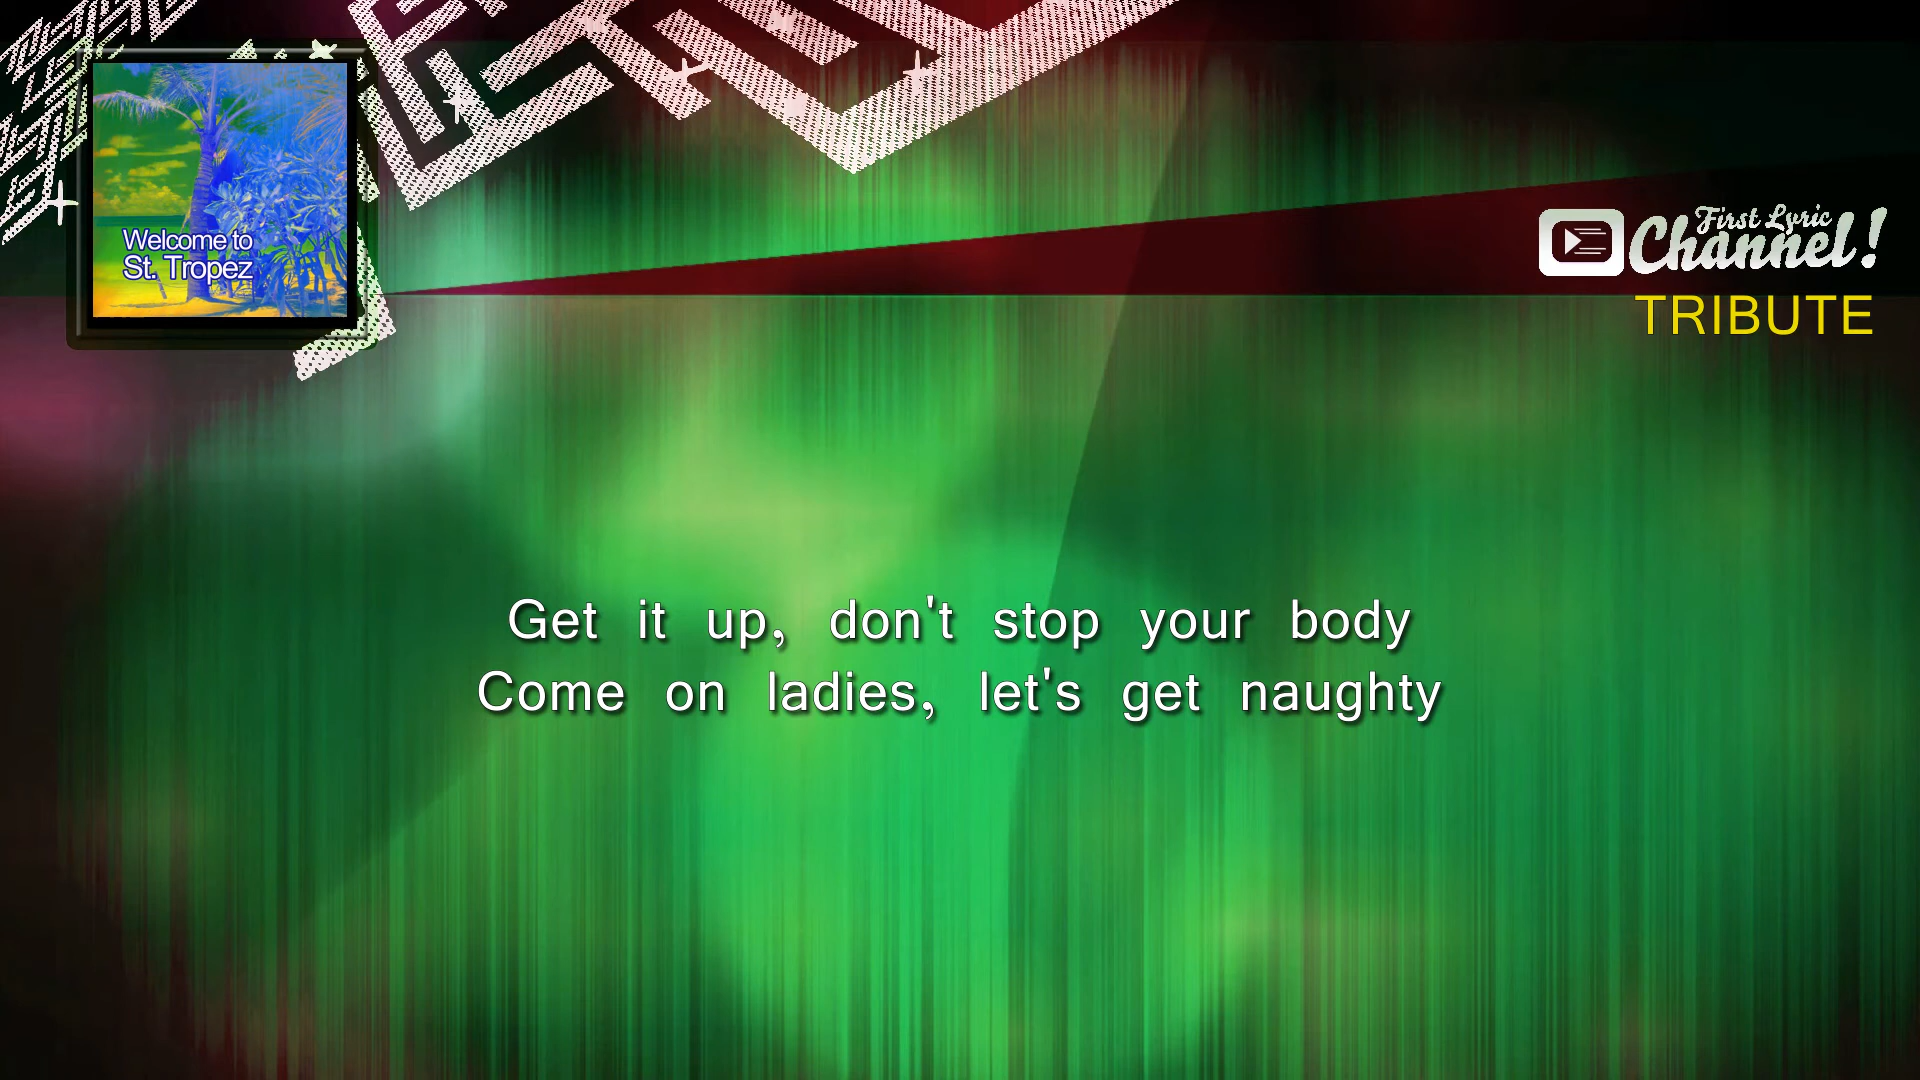 Welcome to
St. Tropez
First Lyric
Channel!
TRIBUTE
Get it up, don't stop your body
Come on ladies, let's get naughty